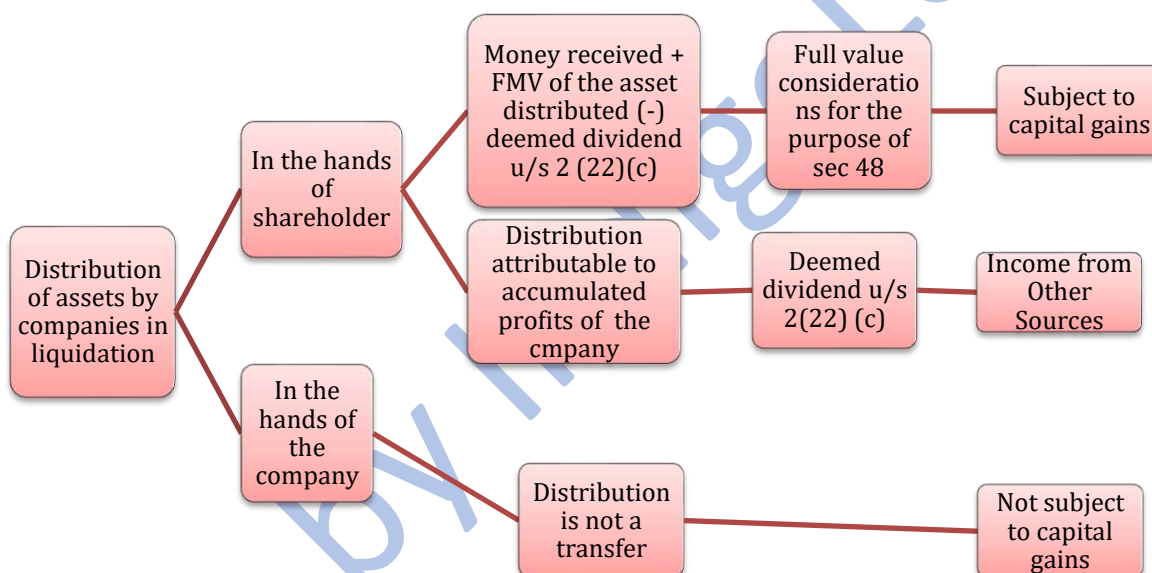 Distribution
of assets by
companies in
liquidation
In the hands
of
shareholder
Money received +
FMV of the asset
distributed (-)
deemed dividend
u/s 2 (22)(c)
Full value
consideratio
ns for the
purpose of
sec 48
Subject to
capital gains
Distribution
attributable to
accumulated
profits of the
cmpany
Deemed
dividend u/s
2(22) (c)
Income from
Other
Sources
In the
hands of
the
company
Distribution
is not a
transfer
Not subject
to capital
gains
by